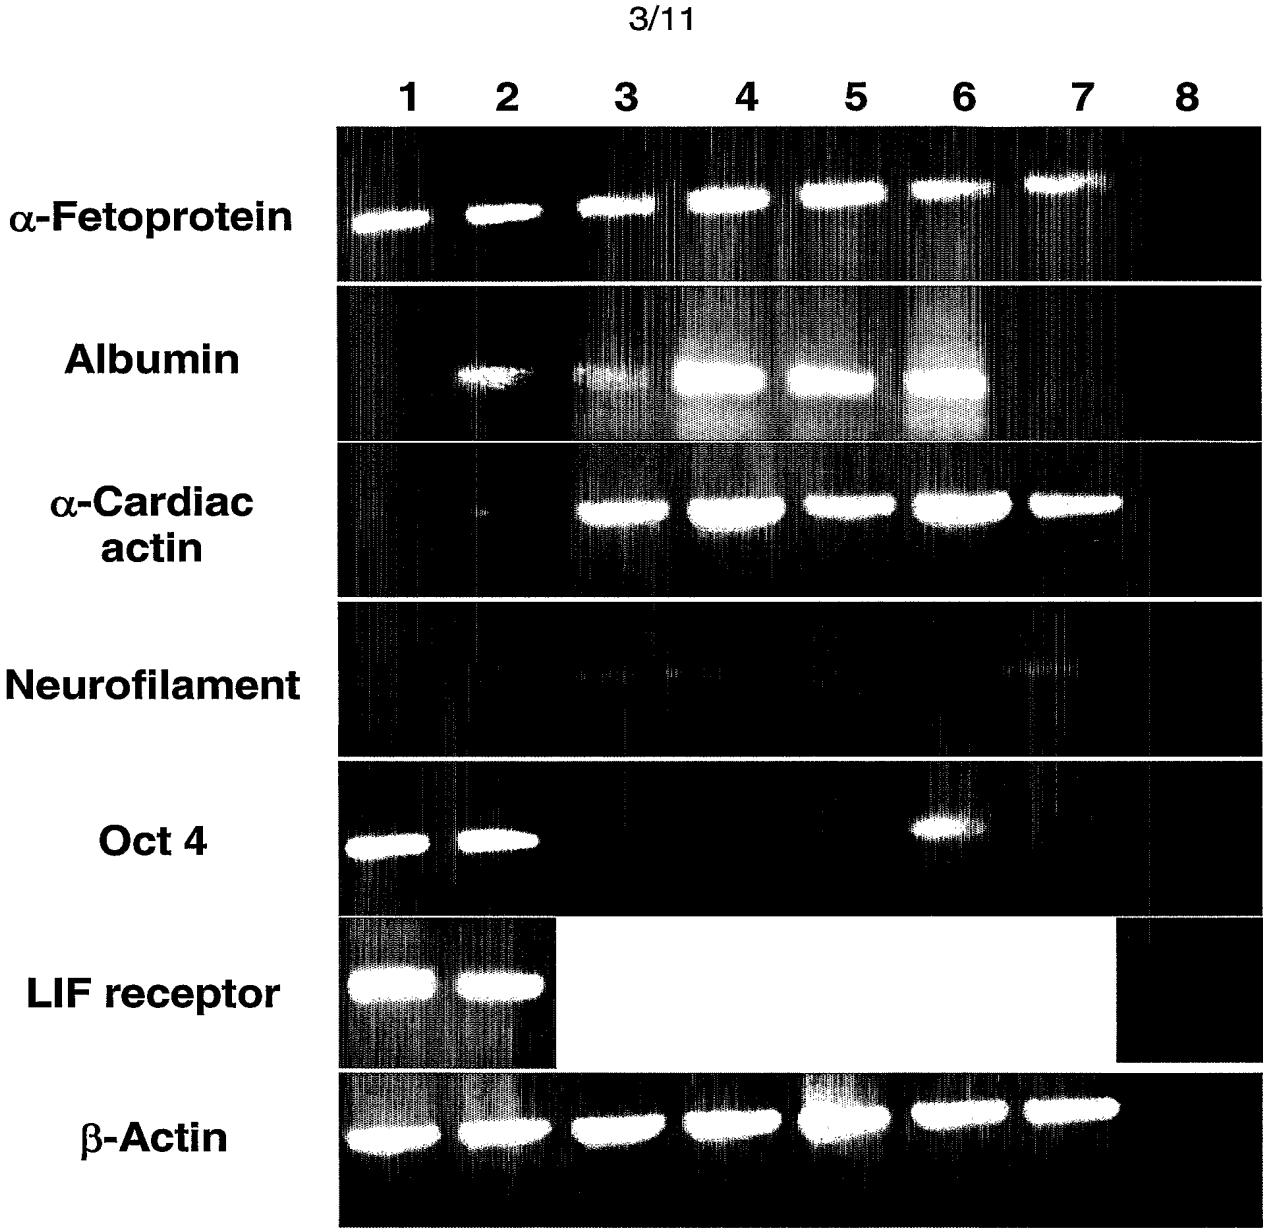 3/11
1 2 3 4 5 6 7 8
α-Fetoprotein
Albumin
α-Cardiac
actin
Neurofilament
Oct 4
LIF receptor
β-Actin